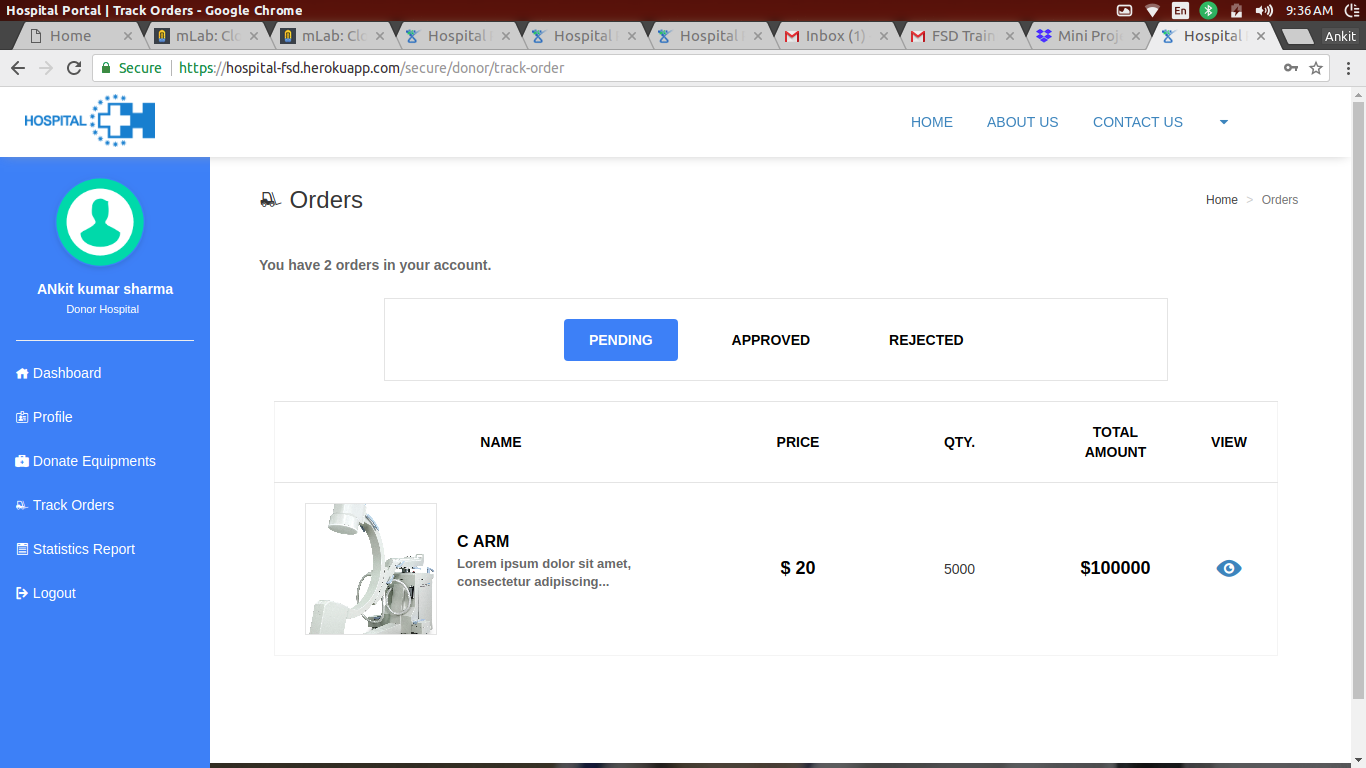 Hospital Portal | Track Orders - Google Chrome
En
9:36 AM
Home
mLab: Clo
mLab: Clo
Hospital
Hospital
Hospital
Inbox (1)
FSD Train
Mini Proj
Hospital
Ankit
Secure
https://hospital-fsd.herokuapp.com/secure/donor/track-order
HOSPITAL H
HOME
ABOUT US
CONTACT US
ANkit kumar sharma
Donor Hospital
Dashboard
Profile
Donate Equipments
Track Orders
Statistics Report
Logout
Orders
Home > Orders
You have 2 orders in your account.
PENDING
APPROVED
REJECTED
NAME
PRICE
QTY.
TOTAL
AMOUNT
VIEW
C ARM
Lorem ipsum dolor sit amet,
consectetur adipiscing...
$ 20
5000
$100000